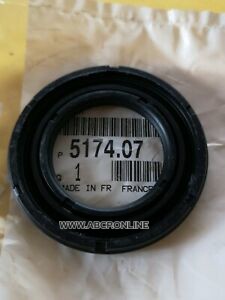 P 5174.07
Q 1
MADE IN FR FRANCE
WWW.ABCRONLINE